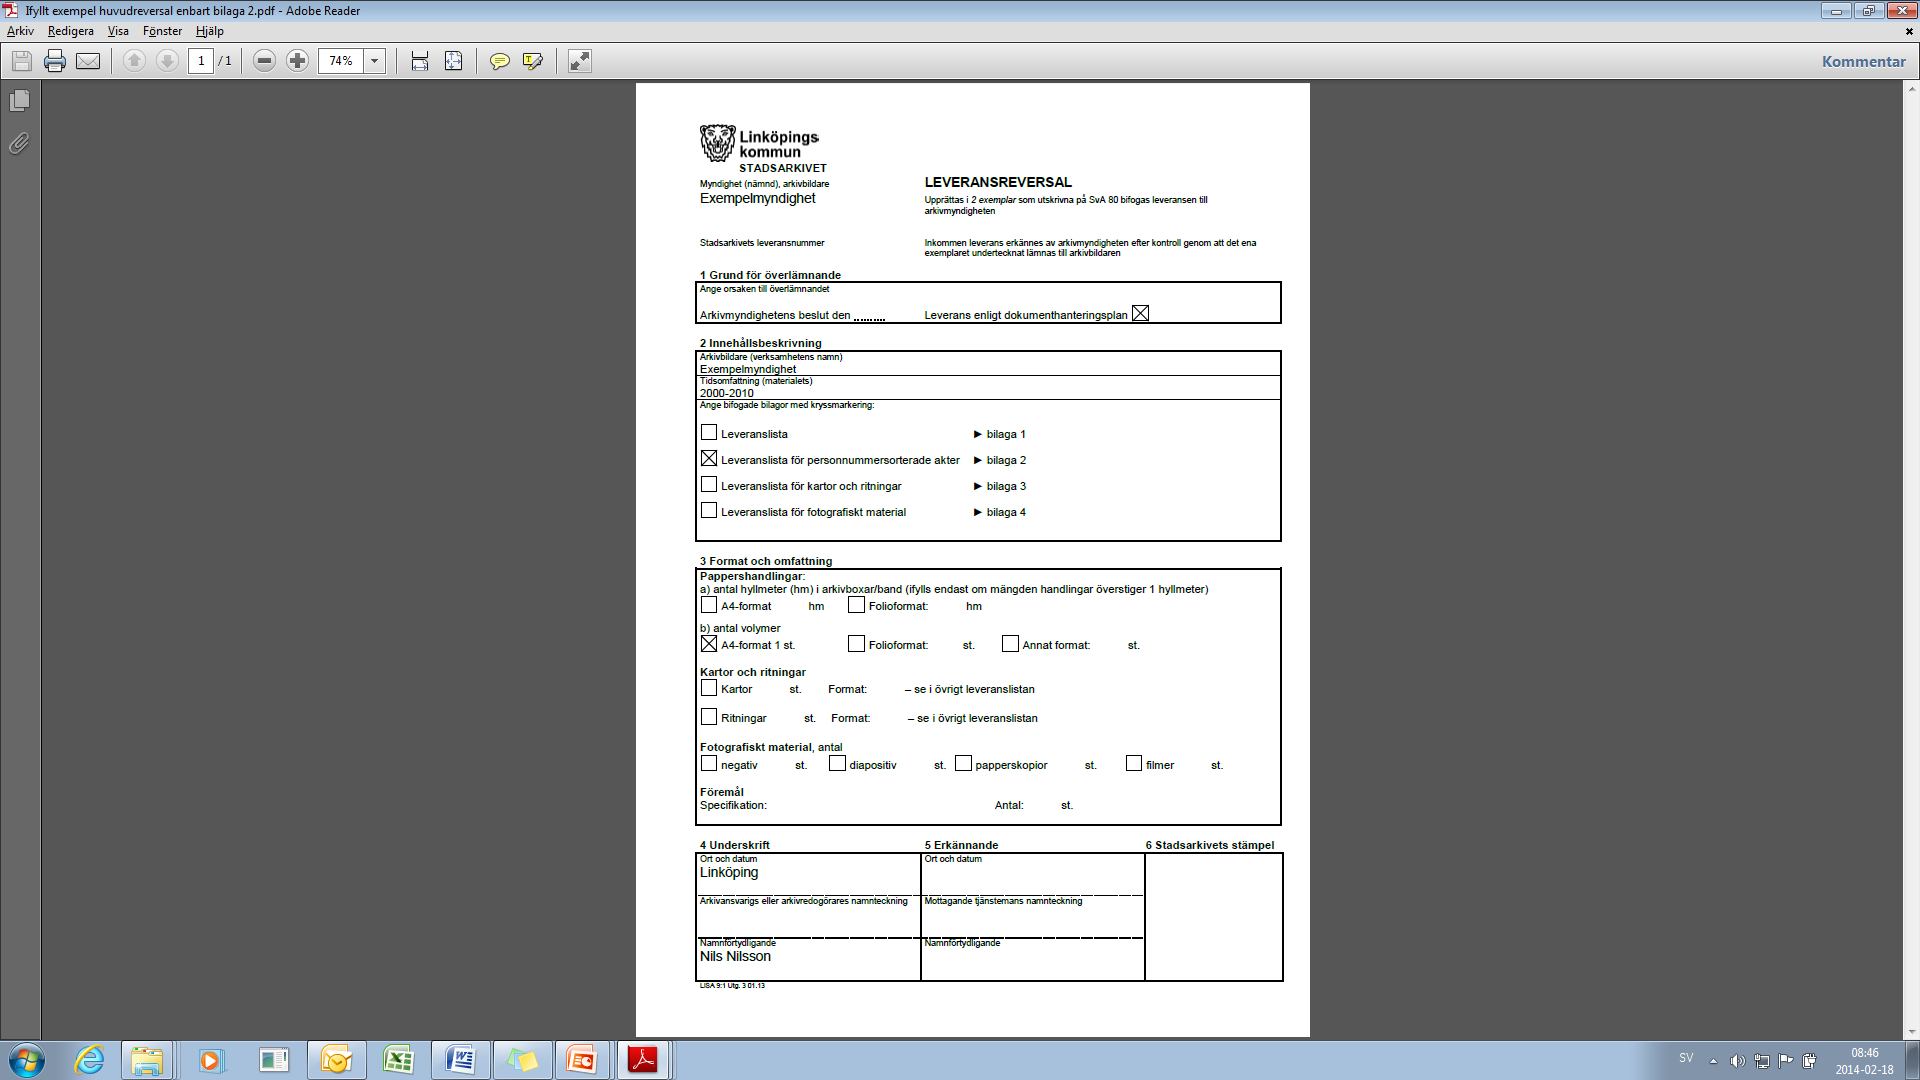 Ifyllt exempel huvudreversal enbart bilaga 2.pdf - Adobe Reader
Arkiv Redigera Visa Fönster Hjälp
1 / 1 74% Kommentar
Linköpings
kommun
STADSARKIVET
Myndighet (nämnd), arkivbildare
Exempelmyndighet
LEVERANSREVERSAL
Upprättas i 2 exemplar som utskrivna på SvA 80 bifogas leveransen till
arkivmyndigheten
Stadsarkivets leveransnummer
Inkommen leverans erkännes av arkivmyndigheten efter kontroll genom att det ena
exemplaret undertecknat lämnas till arkivbildaren
1 Grund för överlämnande
Ange orsaken till överlämnandet
Arkivmyndighetens beslut den ........ Leverans enligt dokumenthanteringsplan
2 Innehållsbeskrivning
Arkivbildare (verksamhetens namn)
Exempelmyndighet
Tidsomfattning (materialets)
2000-2010
Ange bifogade bilagor med kryssmarkering:
Leveranslista ► bilaga 1
Leveranslista för personnummersorterade akter ► bilaga 2
Leveranslista för kartor och ritningar ► bilaga 3
Leveranslista för fotografiskt material ► bilaga 4
3 Format och omfattning
Pappershandlingar:
a) antal hyllmeter (hm) i arkivboxar/band (ifylls endast om mängden handlingar överstiger 1 hyllmeter)
A4-format hm Folioformat: hm
b) antal volymer
A4-format 1 st. Folioformat: st. Annat format: st.
Kartor och ritningar
Kartor st. Format: – se i övrigt leveranslistan
Ritningar st. Format: – se i övrigt leveranslistan
Fotografiskt material, antal
negativ st. diapositiv st. papperskopior st. filmer st.
Föremål
Specifikation: Antal: st.
4 Underskrift 5 Erkännande 6 Stadsarkivets stämpel
Ort och datum Ort och datum
Linköping
Arkivansvarigs eller arkivredogörares namnteckning Mottagande tjänstemans namnteckning
Namnförtydligande Namnförtydligande
Nils Nilsson
LISA 9:1 Utg. 3 01.13
SV 08:46
2014-02-18